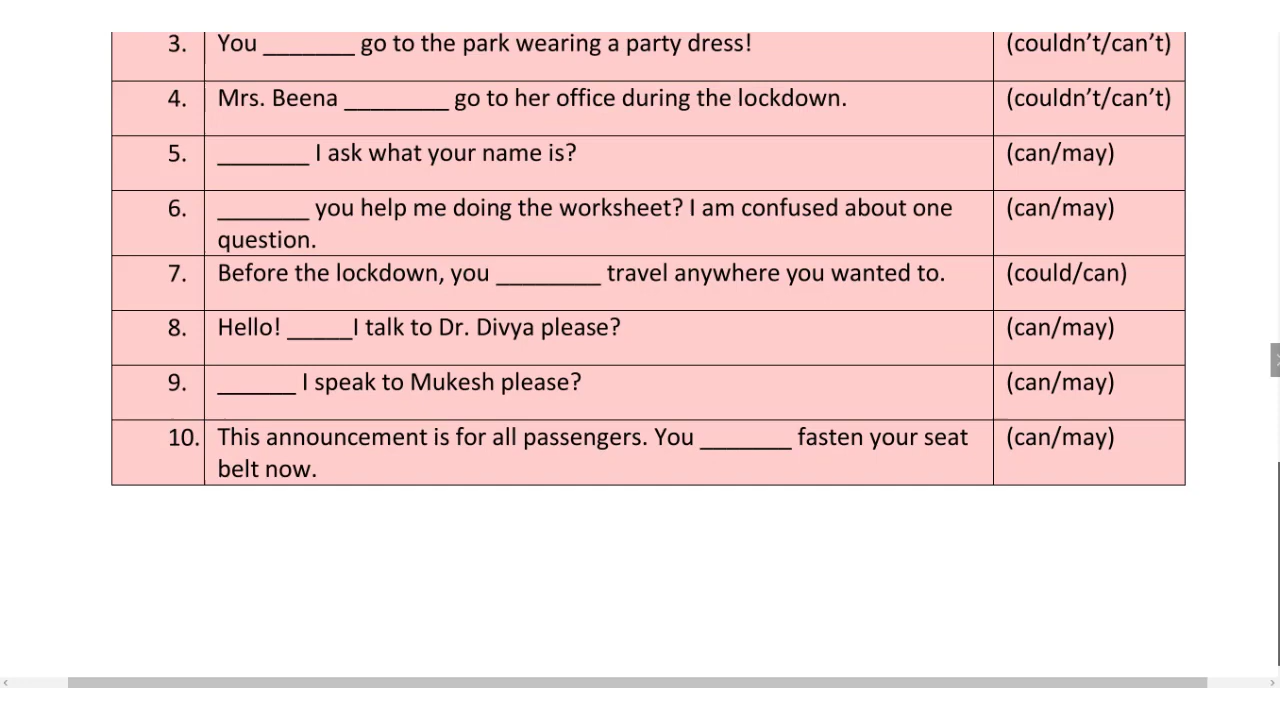 3. You _______ go to the park wearing a party dress! (couldn't/can't)
4. Mrs. Beena ________ go to her office during the lockdown. (couldn't/can't)
5. _______ I ask what your name is? (can/may)
6. _______ you help me doing the worksheet? I am confused about one (can/may)
question.
7. Before the lockdown, you ________ travel anywhere you wanted to. (could/can)
8. Hello! _____I talk to Dr. Divya please? (can/may)
9. ______ I speak to Mukesh please? (can/may)
10. This announcement is for all passengers. You _______ fasten your seat (can/may)
belt now.